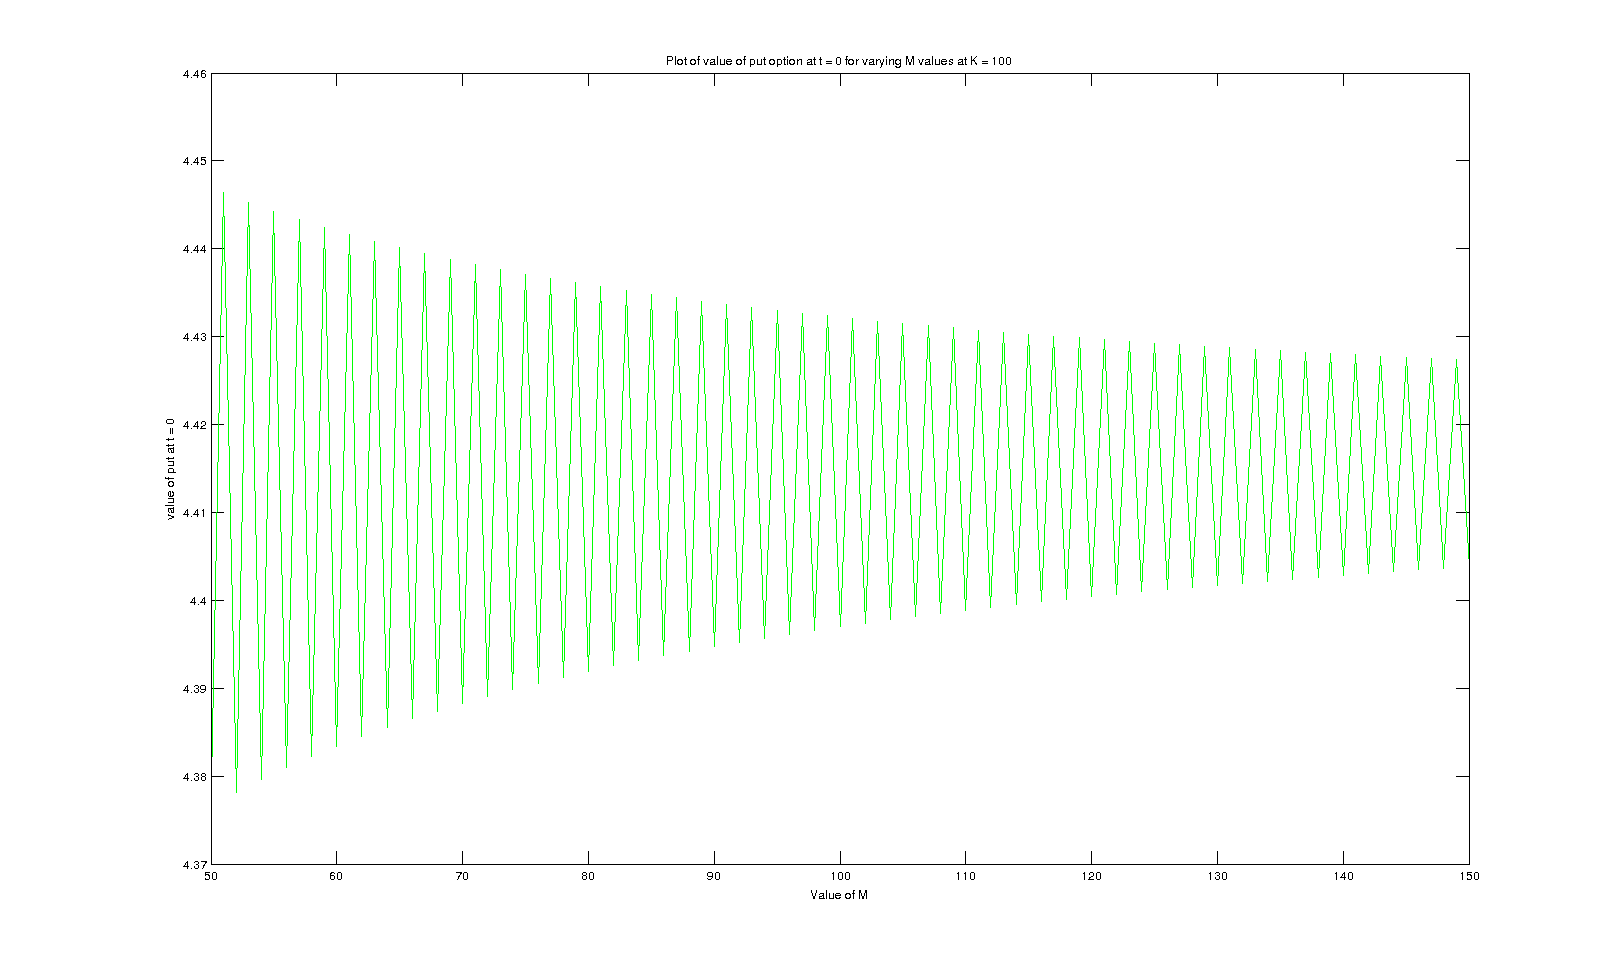 Plot of value of put option at t = 0 for varying M values at K = 100
4.46
4.45
4.44
4.43
4.42
4.41
4.4
4.39
4.38
4.37
value of put at t = 0
50 60 70 80 90 100 110 120 130 140 150
Value of M